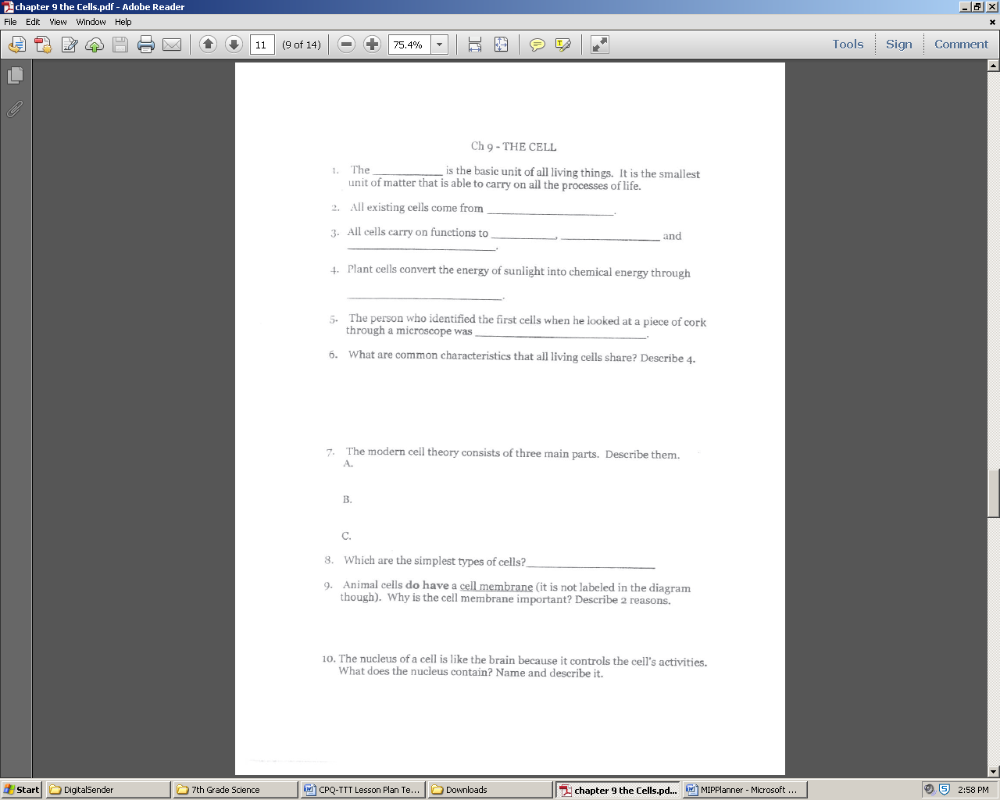 chapter 9 the Cells.pdf - Adobe Reader
File Edit View Window Help
11 (9 of 14) 75.4% Tools Sign Comment
Ch 9 - THE CELL
1. The ____________ is the basic unit of all living things. It is the smallest
unit of matter that is able to carry on all the processes of life.
2. All existing cells come from ______________________.
3. All cells carry on functions to ___________, _________________ and
_________________________.
4. Plant cells convert the energy of sunlight into chemical energy through
__________________________.
5. The person who identified the first cells when he looked at a piece of cork
through a microscope was _____________________________.
6. What are common characteristics that all living cells share? Describe 4.
7. The modern cell theory consists of three main parts. Describe them.
A.
B.
C.
8. Which are the simplest types of cells?______________________
9. Animal cells do have a cell membrane (it is not labeled in the diagram
though). Why is the cell membrane important? Describe 2 reasons.
10. The nucleus of a cell is like the brain because it controls the cell's activities.
What does the nucleus contain? Name and describe it.
Start DigitalSender 7th Grade Science CPQ-TTT Lesson Plan Te... Downloads chapter 9 the Cells.pd... MIPPlanner - Microsoft ... 2:58 PM